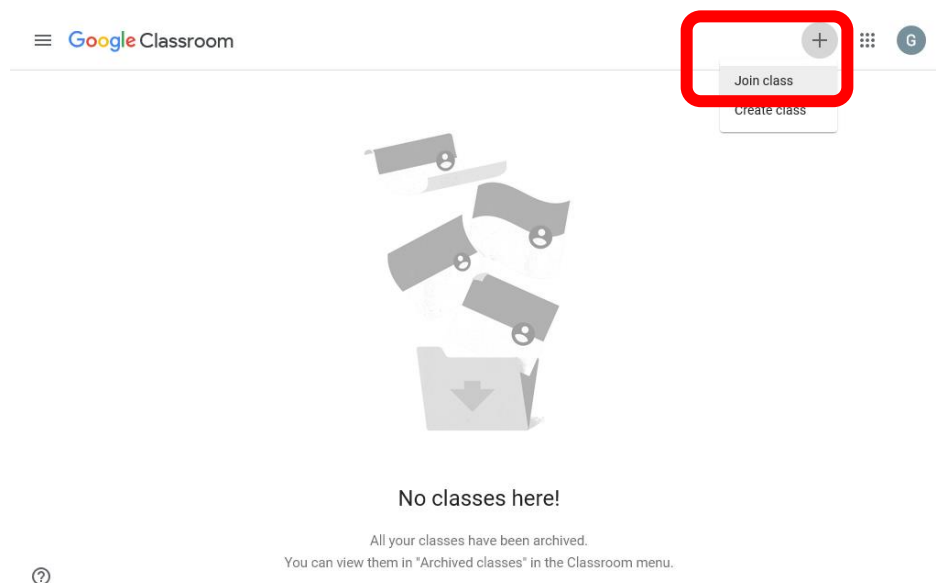 Google Classroom
G
Join class
Create class
No classes here!
All your classes have been archived.
You can view them in "Archived classes" in the Classroom menu.